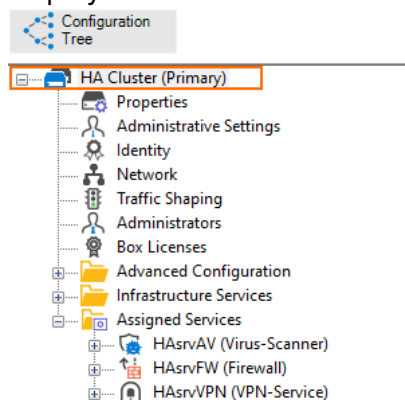 Configuration
Tree
HA Cluster (Primary)
Properties
Administrative Settings
Identity
Network
Traffic Shaping
Administrators
Box Licenses
Advanced Configuration
Infrastructure Services
Assigned Services
HAsrvAV (Virus-Scanner)
HAsrvFW (Firewall)
HAsrvVPN (VPN-Service)